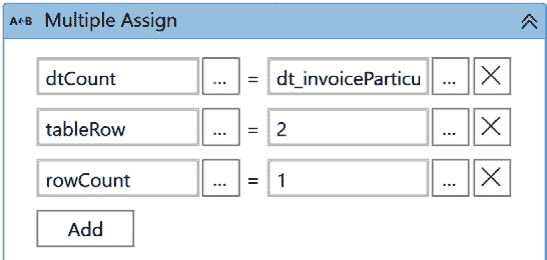 A←B Multiple Assign
dtCount ... = dt_invoiceParticu ...
tableRow ... = 2 ...
rowCount ... = 1 ...
Add